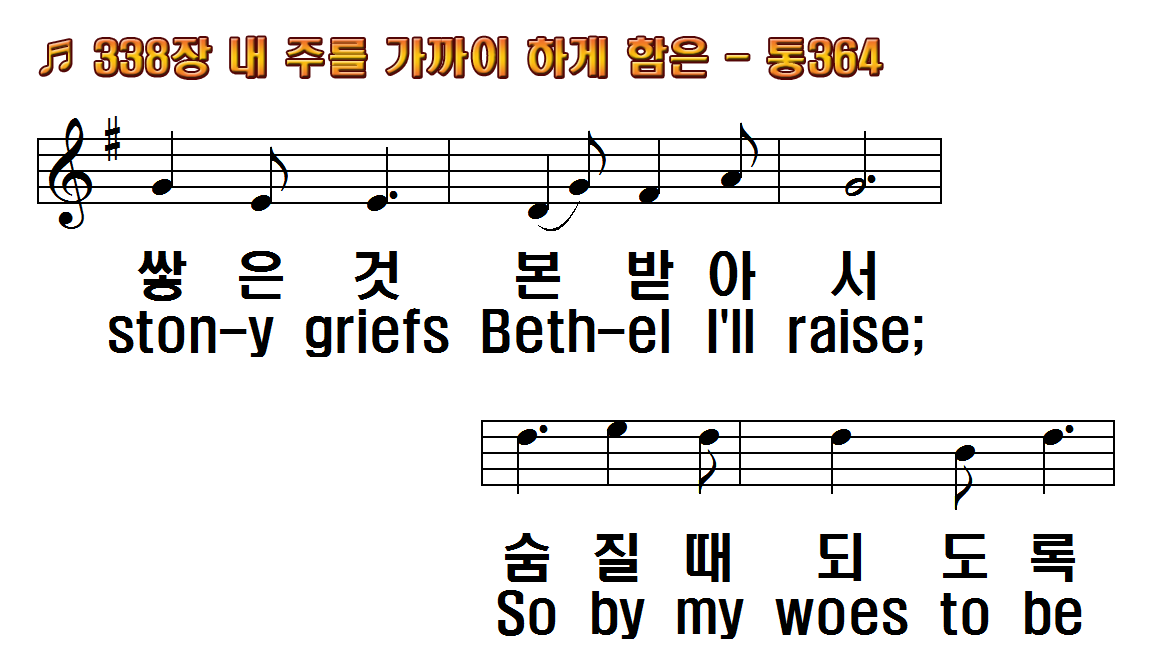 ♬ 338장 내 주를 가까이 하게 함은 - 통364
쌓 은 것 본 받 아 서
ston-y griefs Beth-el I'll raise;
숨 질 때 되 도 록
So by my woes to be